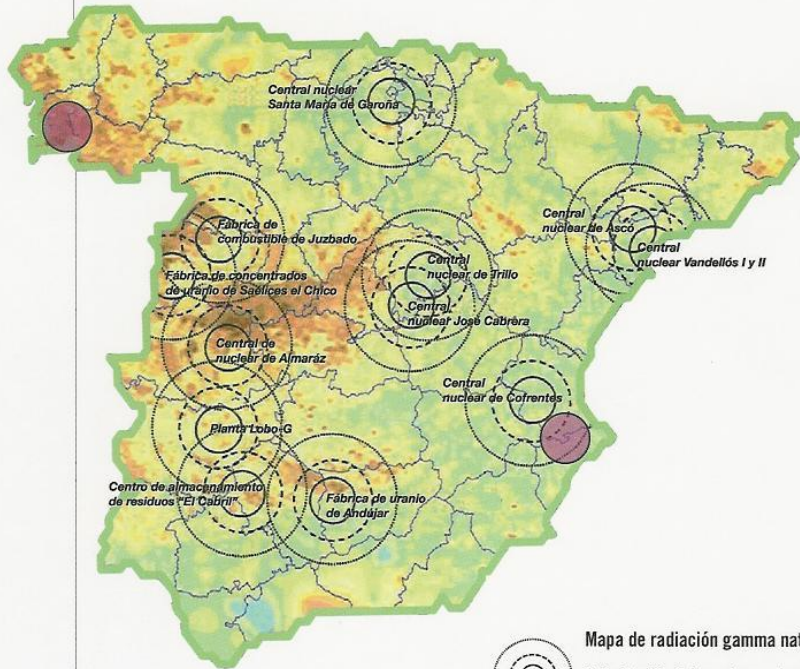 Central nuclear
Santa María de Garoña
Fábrica de
combustible de Juzbado
Fábrica de concentrados
de uranio de Saelices el Chico
Central de
nuclear de Almaráz
Planta Lobo-G
Centro de almacenamiento
de residuos "El Cabril"
Fábrica de uranio
de Andújar
Central
nuclear de Trillo
Central
nuclear José Cabrera
Central
nuclear de Ascó
Central
nuclear Vandellós I y II
Central
nuclear de Cofrentes
Mapa de radiación gamma nat